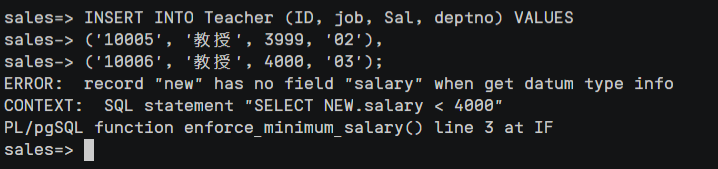 sales=> INSERT INTO Teacher (ID, job, Sal, deptno) VALUES
sales-> ('10005', '教授', 3999, '02'),
sales-> ('10006', '教授', 4000, '03');
ERROR:  record "new" has no field "salary" when get datum type info
CONTEXT:  SQL statement "SELECT NEW.salary < 4000"
PL/pgSQL function enforce_minimum_salary() line 3 at IF
sales=>